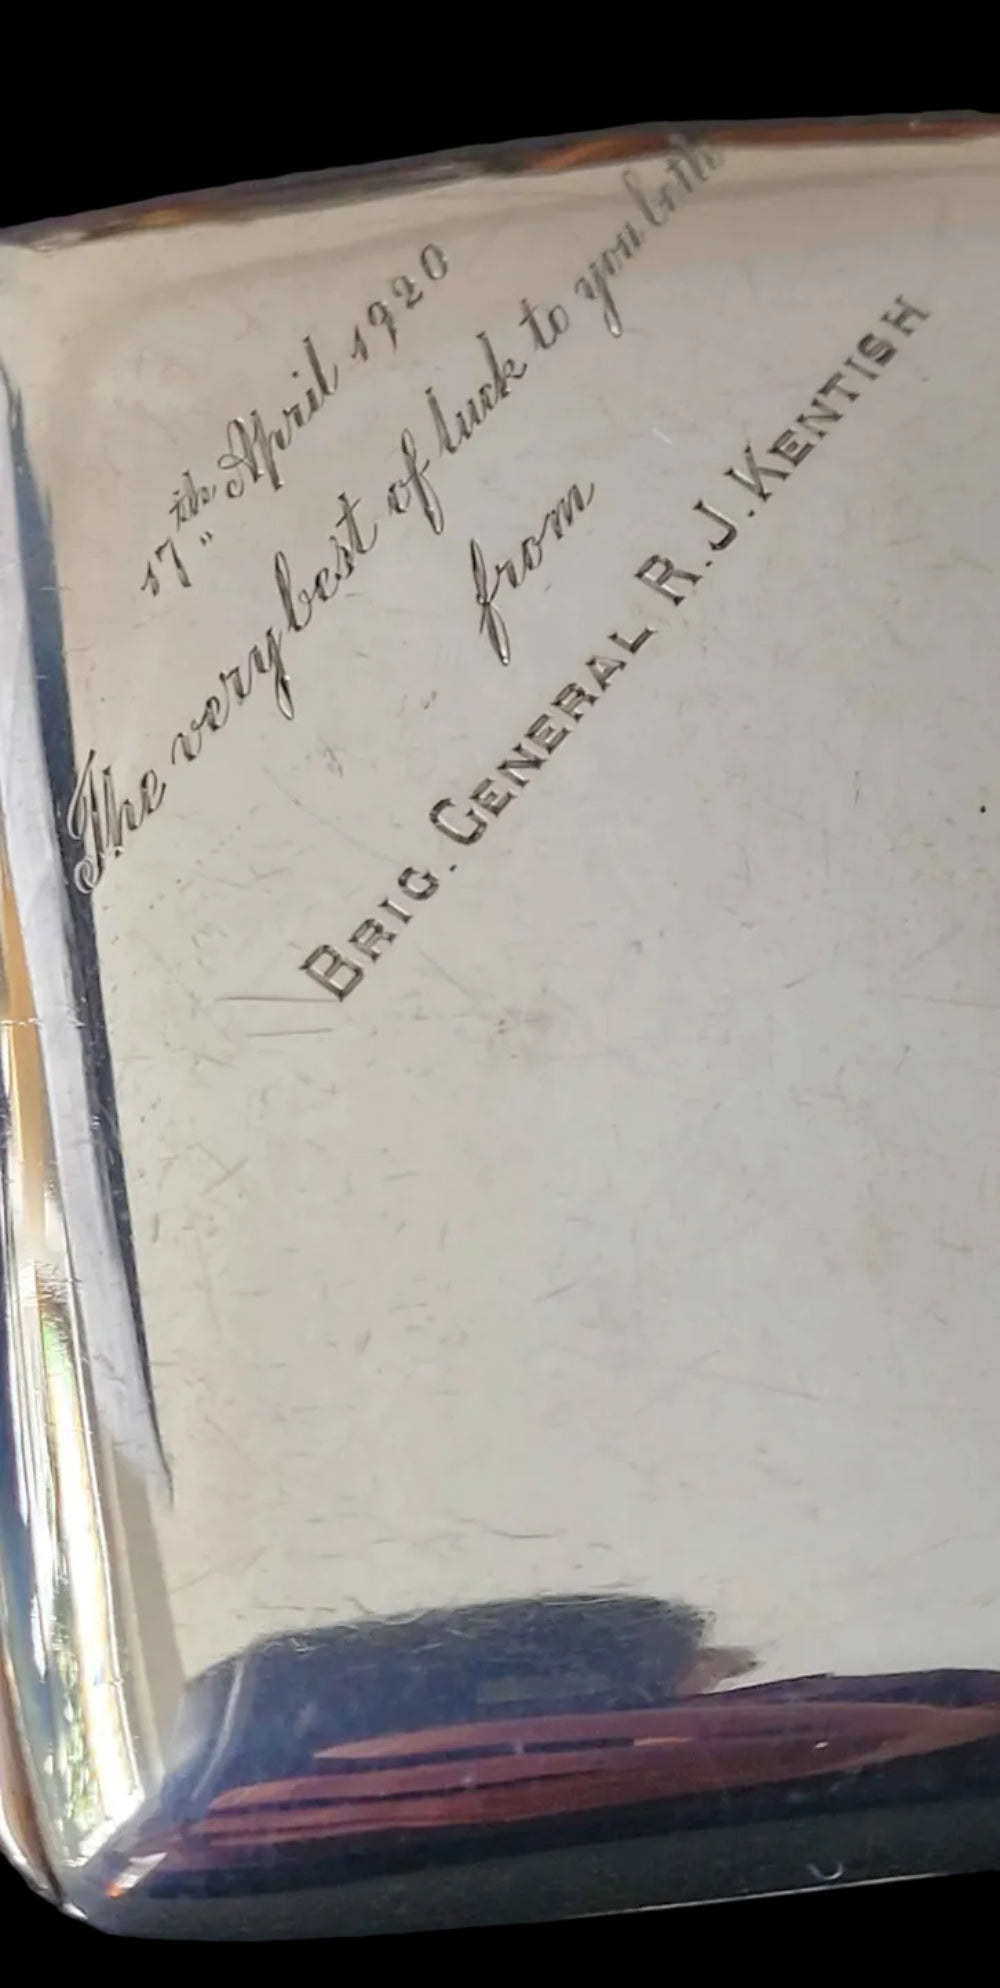 17th April 1920
The very best of luck to you both
from
BRIG. GENERAL R. J. KENTISH